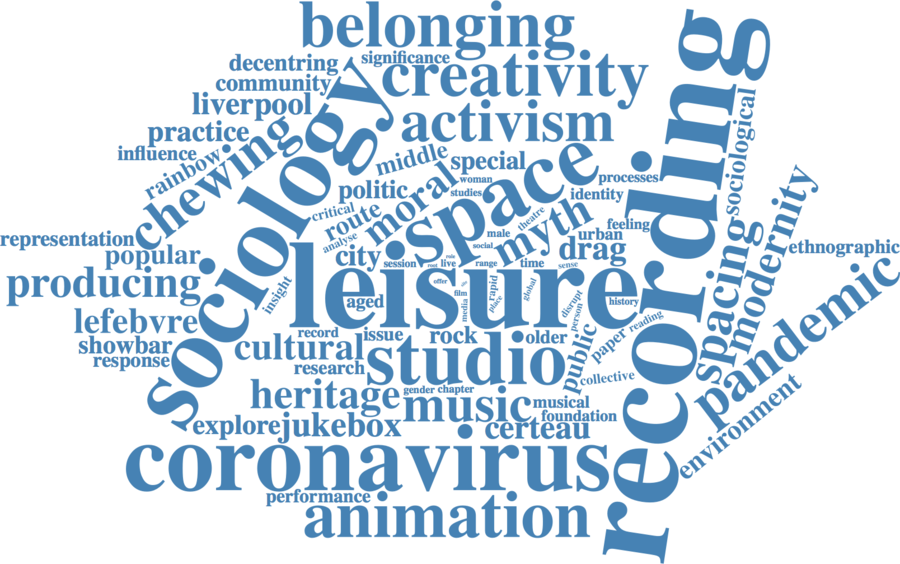 belonging
significance
decentring
creativity
community
liverpool
activism
practice
influence
rainbow
chewing
sociology
middle
special
space
recording
sociological
woman
studies
processes
identity
politic
moral
critical
route
analyse
theatre
male
myth
feeling
urban
social
drag
representation
popular
city
session
live
range
time
sense
modernity
spacing
ethnographic
producing
insight
leisure
aged
offer
film
media
rapid
place
global
disrupt
person
history
pandemic
lefebvre
showbar
response
record
issue
rock
older
public
paper
reading
cultural
research
studio
collective
heritage
gender
chapter
music
musical
foundation
environment
explore
jukebox
certeau
coronavirus
performance
animation